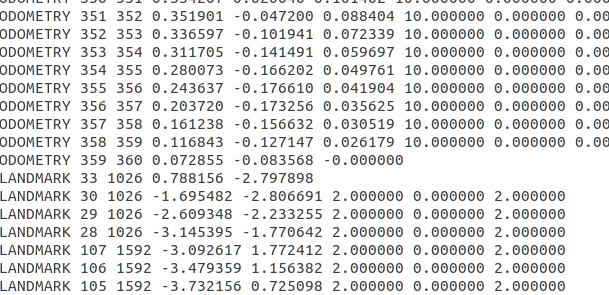 ODOMETRY 351 352 0.351901 -0.047200 0.088404 10.000000 0.000000 0.00
ODOMETRY 352 353 0.336597 -0.101941 0.072339 10.000000 0.000000 0.00
ODOMETRY 353 354 0.311705 -0.141491 0.059697 10.000000 0.000000 0.00
ODOMETRY 354 355 0.280073 -0.166202 0.049761 10.000000 0.000000 0.00
ODOMETRY 355 356 0.243637 -0.176610 0.041904 10.000000 0.000000 0.00
ODOMETRY 356 357 0.203720 -0.173256 0.035625 10.000000 0.000000 0.00
ODOMETRY 357 358 0.161238 -0.156632 0.030519 10.000000 0.000000 0.00
ODOMETRY 358 359 0.116843 -0.127147 0.026179 10.000000 0.000000 0.00
ODOMETRY 359 360 0.072855 -0.083568 -0.000000
LANDMARK 33 1026 0.788156 -2.797898
LANDMARK 30 1026 -1.695482 -2.806691 2.000000 0.000000 2.000000
LANDMARK 29 1026 -2.609348 -2.233255 2.000000 0.000000 2.000000
LANDMARK 28 1026 -3.145395 -1.770642 2.000000 0.000000 2.000000
LANDMARK 107 1592 -3.092617 1.772412 2.000000 0.000000 2.000000
LANDMARK 106 1592 -3.479359 1.156382 2.000000 0.000000 2.000000
LANDMARK 105 1592 -3.732156 0.725098 2.000000 0.000000 2.000000